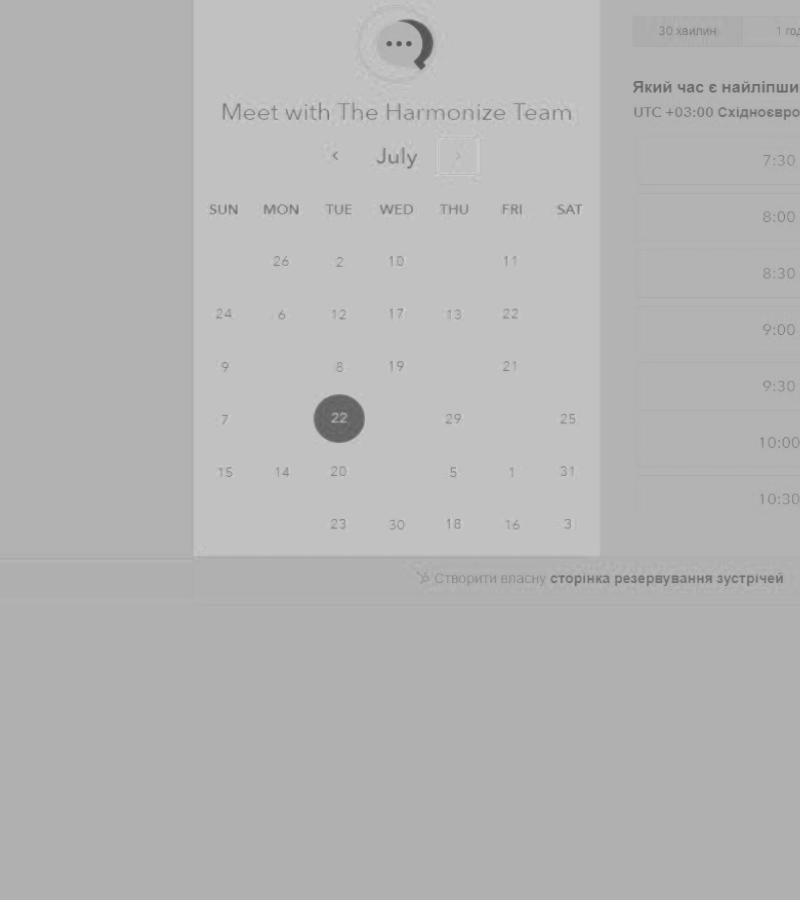 Meet with The Harmonize Team
July
SUN MON TUE WED THU FRI SAT
26 2 10 11
24 6 12 17 13 22
9 8 19 21
7 22 29 25
15 14 20 5 1 31
23 30 18 16 3
30 хвилин 1 год
Який час є найліпши
UTC +03:00 Східноєвро
7:30
8:00
8:30
9:00
9:30
10:00
10:30
Створити власну сторінка резервування зустрічей